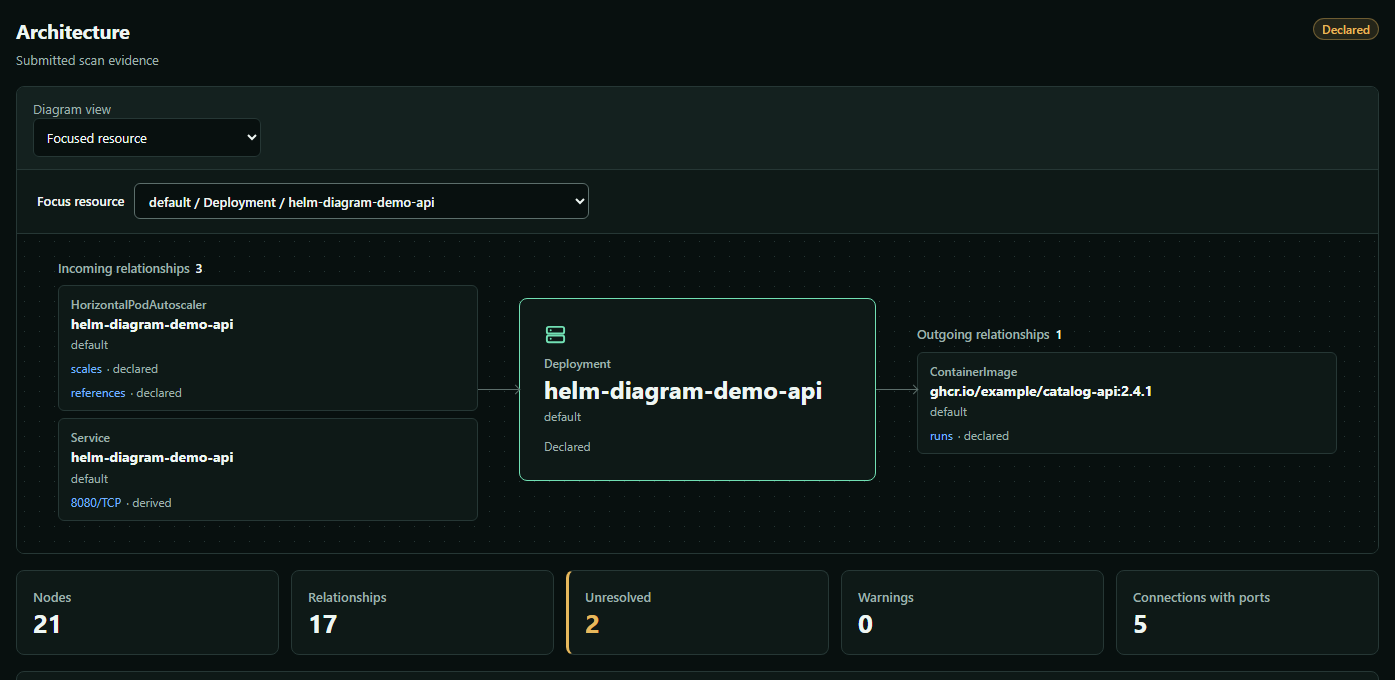 Architecture
Declared
Submitted scan evidence
Diagram view
Focused resource
Focus resource
default / Deployment / helm-diagram-demo-api
Incoming relationships 3
HorizontalPodAutoscaler
helm-diagram-demo-api
default
scales · declared
references · declared
Service
helm-diagram-demo-api
default
8080/TCP · derived
Deployment
helm-diagram-demo-api
default
Declared
Outgoing relationships 1
ContainerImage
ghcr.io/example/catalog-api:2.4.1
default
runs · declared
Nodes
21
Relationships
17
Unresolved
2
Warnings
0
Connections with ports
5